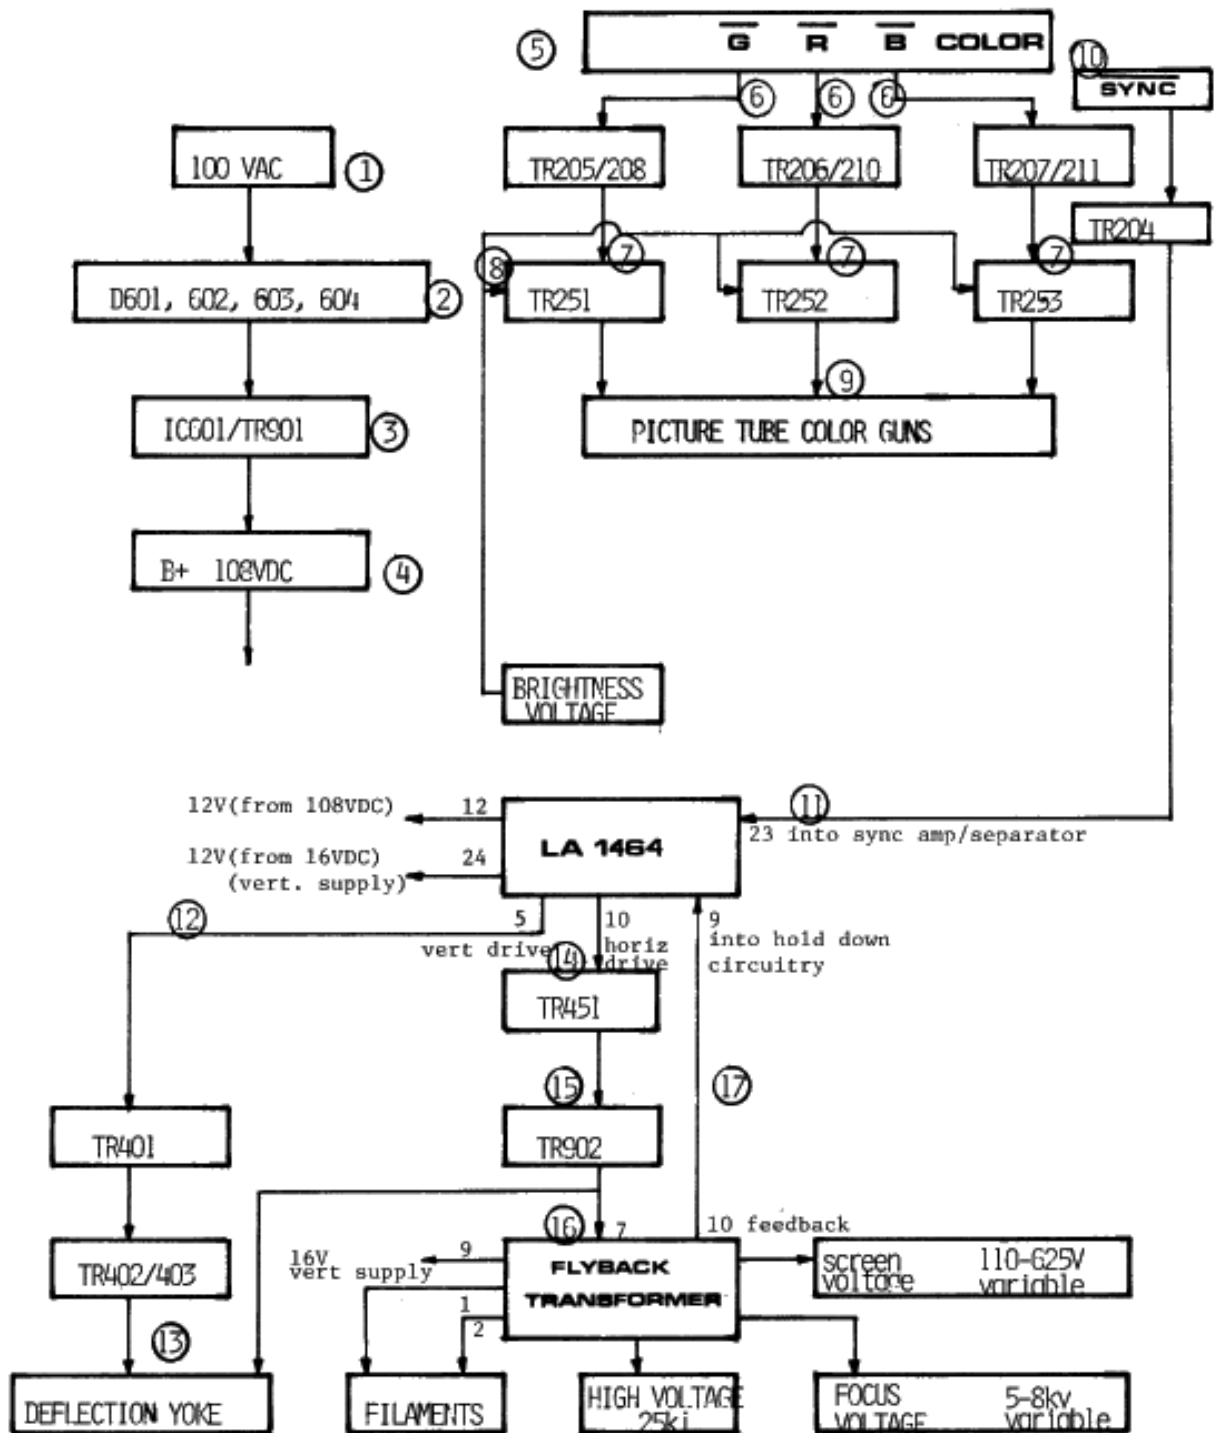 ⑤ G R B COLOR
⑩
SYNC
⑥ ⑥ ⑥
100 VAC ①
TR205/208
TR206/210
TR207/211
TR204
⑧ ⑦ ⑦ ⑦
D601, 602, 603, 604 ②
TR251
TR252
TR253
⑨
IC601/TR901 ③
PICTURE TUBE COLOR GUNS
B+ 108VDC ④
BRIGHTNESS
VOLTAGE
12V(from 108VDC) 12
12V(from 16VDC) 24
(vert. supply)
LA 1464
⑪
23 into sync amp/separator
⑫
5
vert drive
10
horiz
drive
⑭
9
into hold down
circuitry
TR451
⑮
⑰
TR401
TR902
TR402/403
⑯ 7
10 feedback
16V 9
vert supply
FLYBACK
TRANSFORMER
1
2
screen 110-625V
voltage variable
⑬
DEFLECTION YOKE
FILAMENTS
HIGH VOLTAGE
FOCUS 5-8kv
VOLTAGE variable